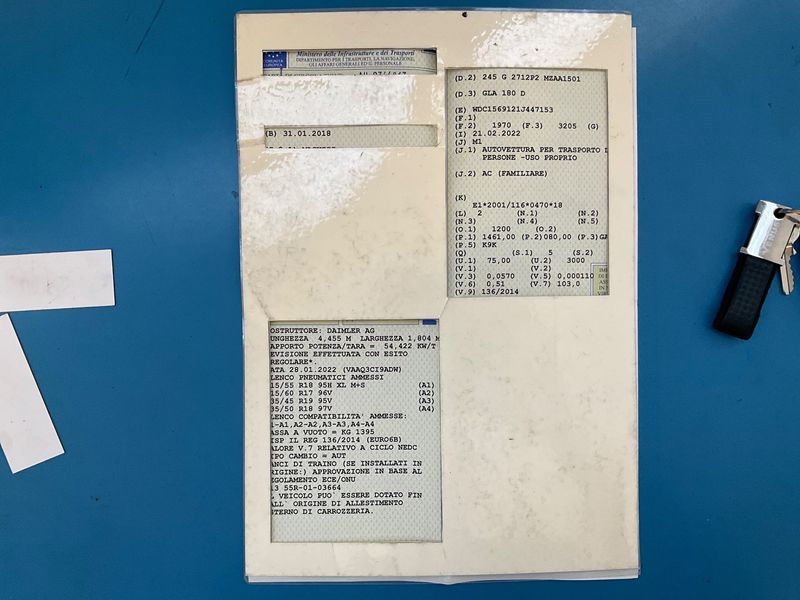 Ministero delle Infrastrutture e dei Trasporti
DIPARTIMENTO PER I TRASPORTI, LA NAVIGAZIONE,
GLI AFFARI GENERALI ED IL PERSONALE
(B) 31.01.2018
(D.2) 245 G 2712P2 MZAA1501
(D.3) GLA 180 D
(E) WDC1569121J447153
(F.1)
(F.2) 1970 (F.3) 3205 (G)
(I) 21.02.2022
(J) M1
(J.1) AUTOVETTURA PER TRASPORTO D
PERSONE -USO PROPRIO
(J.2) AC (FAMILIARE)
(K)
E1*2001/116*0470*18
(L) 2 (N.1) (N.2)
(N.3) (N.4) (N.5)
(O.1) 1200 (O.2)
(P.1) 1461,00 (P.2)080,00 (P.3)GA
(P.5) K9K
(Q) (S.1) 5 (S.2)
(U.1) 75,00 (U.2) 3000
(V.1) (V.2)
(V.3) 0,0570 (V.5) 0,000110
(V.6) 0,51 (V.7) 103,0
(V.9) 136/2014
OSTRUTTORE: DAIMLER AG
UNGHEZZA 4,455 M LARGHEZZA 1,804 M
APPORTO POTENZA/TARA = 54,422 KW/T
EVISIONE EFFETTUATA CON ESITO
REGOLARE*.
ATA 28.01.2022 (VAAQ3CI9ADW)
LENCO PNEUMATICI AMMESSI
15/55 R18 95H XL M+S (A1)
15/60 R17 96V (A2)
35/45 R19 95V (A3)
35/50 R18 97V (A4)
LENCO COMPATIBILITA' AMMESSE:
1-A1,A2-A2,A3-A3,A4-A4
ASSA A VUOTO = KG 1395
ISP IL REG 136/2014 (EURO6B)
ALORE V.7 RELATIVO A CICLO NEDC
IPO CAMBIO = AUT
ANCI DI TRAINO (SE INSTALLATI IN
RIGINE:) APPROVAZIONE IN BASE AL
EGOLAMENTO ECE/ONU
13 55R-01-03664
L VEICOLO PUO` ESSERE DOTATO FIN
ALL` ORIGINE DI ALLESTIMENTO
STERNO DI CARROZZERIA.